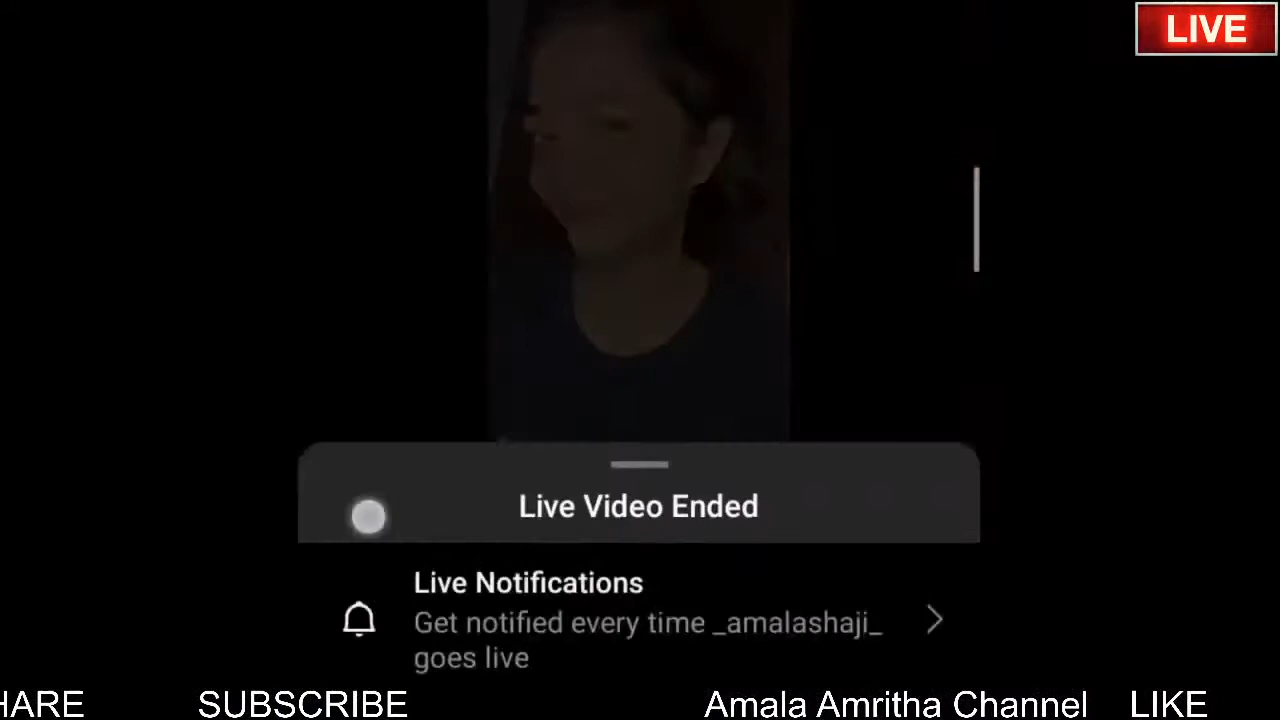 LIVE
Live Video Ended
Live Notifications
Get notified every time _amalashaji_
goes live
HARE SUBSCRIBE Amala Amritha Channel LIKE